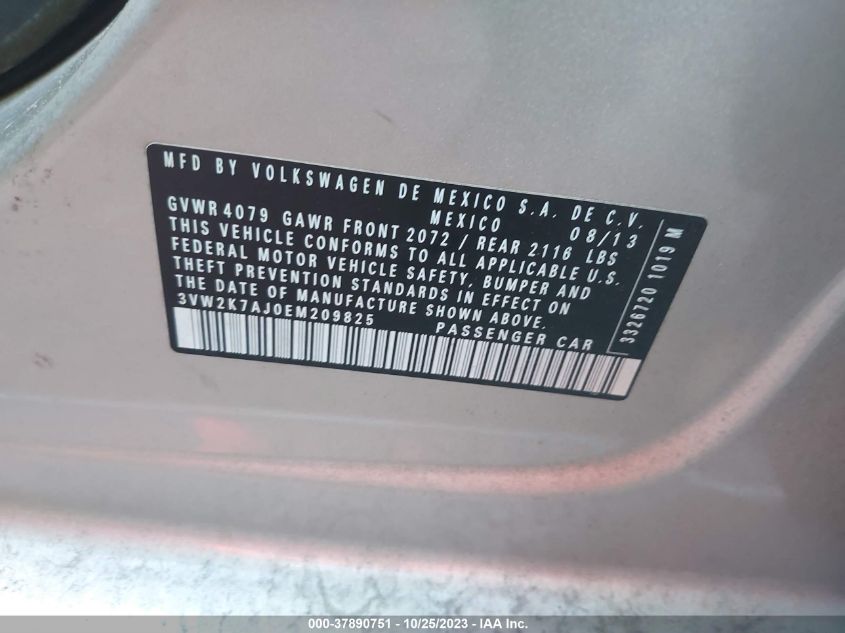 MFD BY VOLKSWAGEN DE MEXICO S.A. DE C.V.
MEXICO 08/13
GVWR 4079 GAWR FRONT 2072 / REAR 2116 LBS
THIS VEHICLE CONFORMS TO ALL APPLICABLE U.S.
FEDERAL MOTOR VEHICLE SAFETY, BUMPER AND
THEFT PREVENTION STANDARDS IN EFFECT ON
THE DATE OF MANUFACTURE SHOWN ABOVE.
3VW2K7AJ0EM209825 PASSENGER CAR
3326720 1019 M
000-37890751 - 10/25/2023 - IAA Inc.